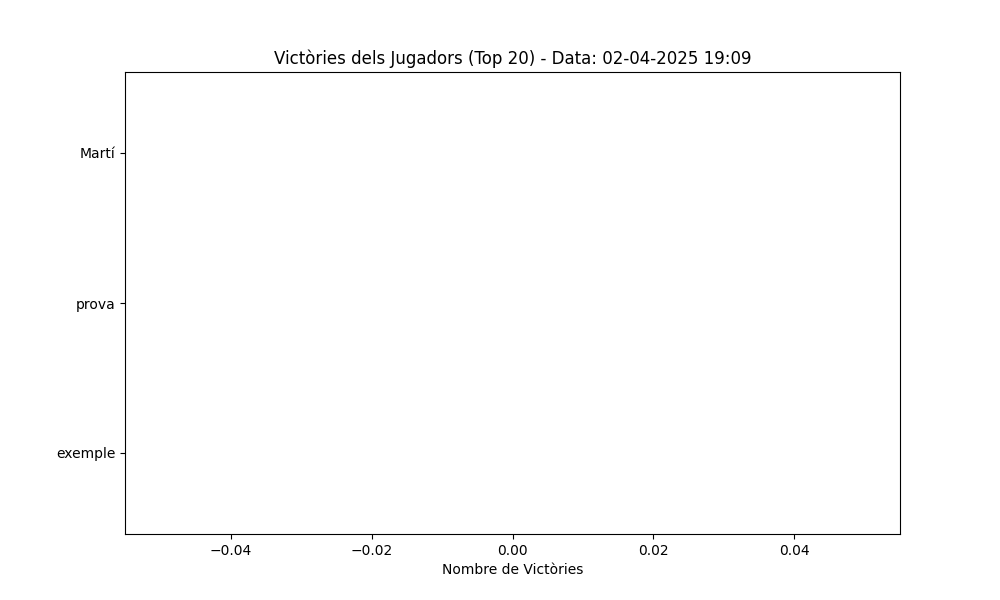 Victòries dels Jugadors (Top 20) - Data: 02-04-2025 19:09
Martí
prova
exemple
−0.04 −0.02 0.00 0.02 0.04
Nombre de Victòries